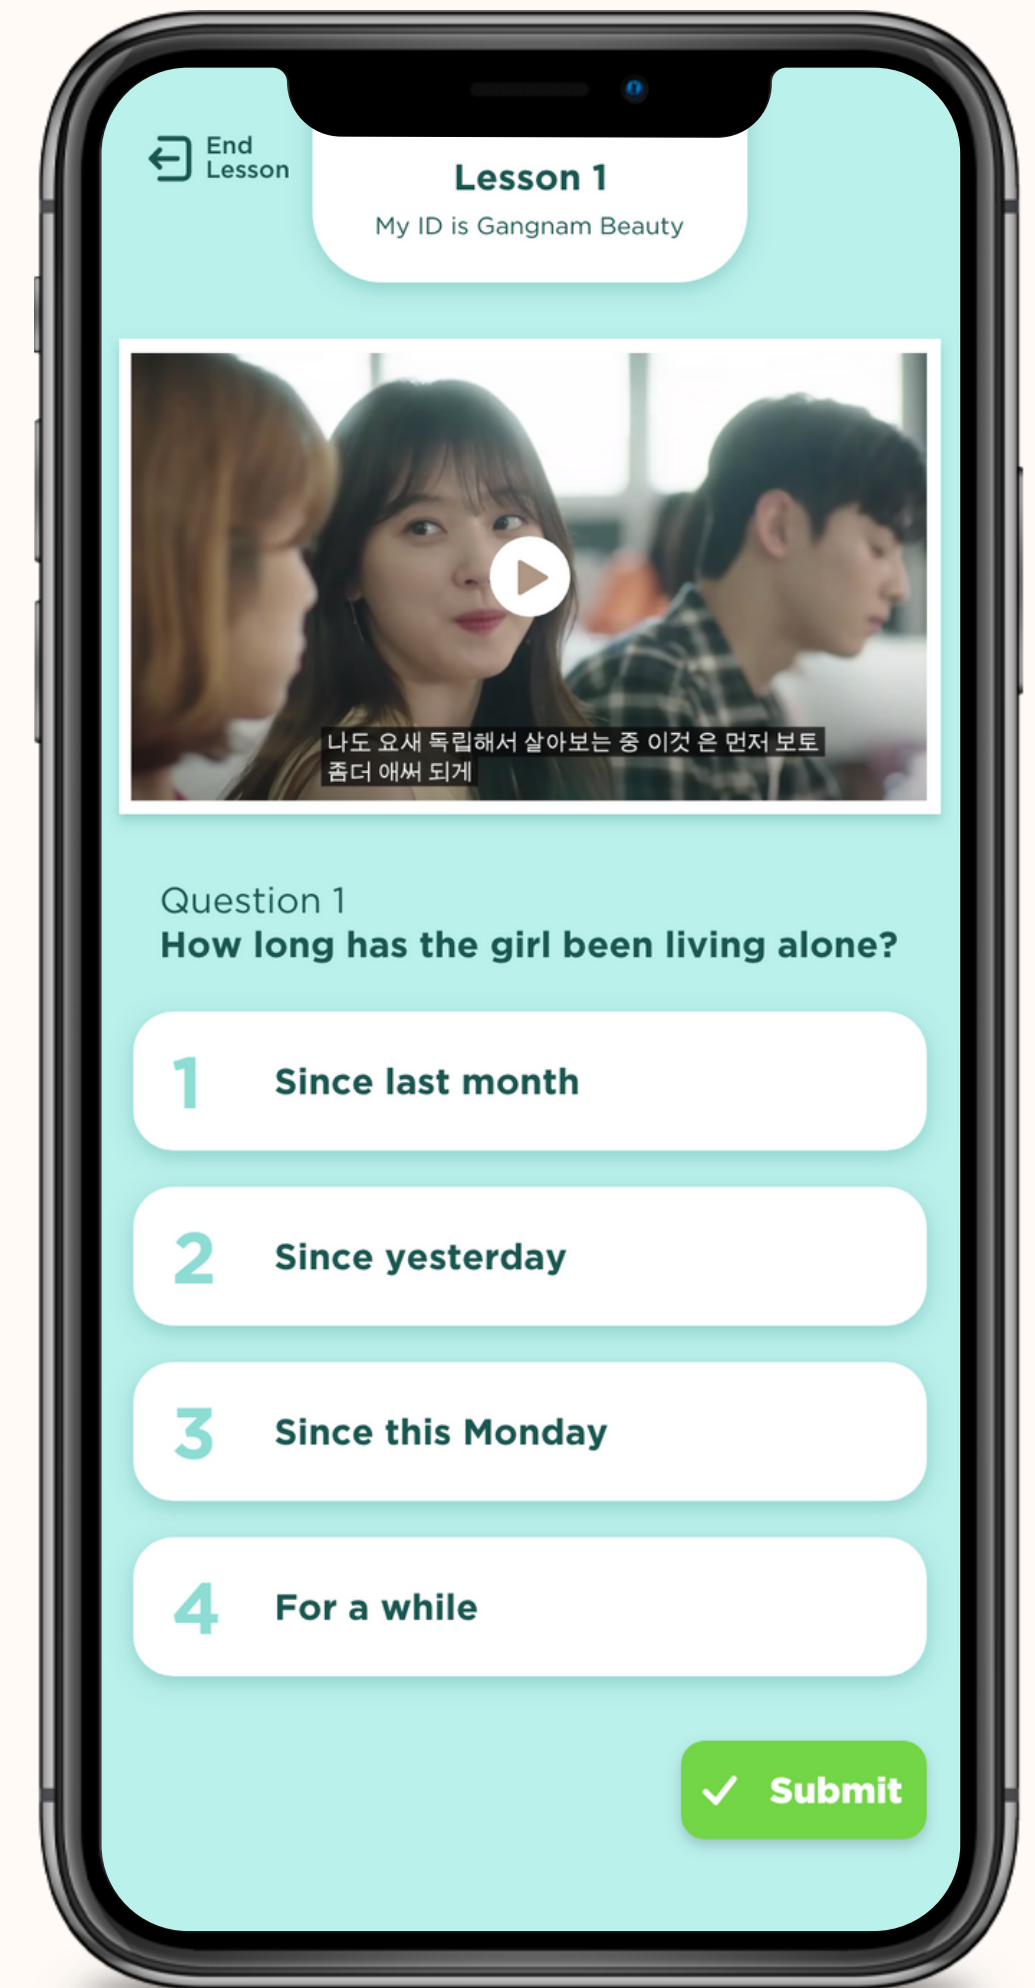 End
Lesson
Lesson 1
My ID is Gangnam Beauty
나도 요새 독립해서 살아보는 중 이것 은 먼저 보토
좀더 애써 되게
Question 1
How long has the girl been living alone?
1 Since last month
2 Since yesterday
3 Since this Monday
4 For a while
Submit